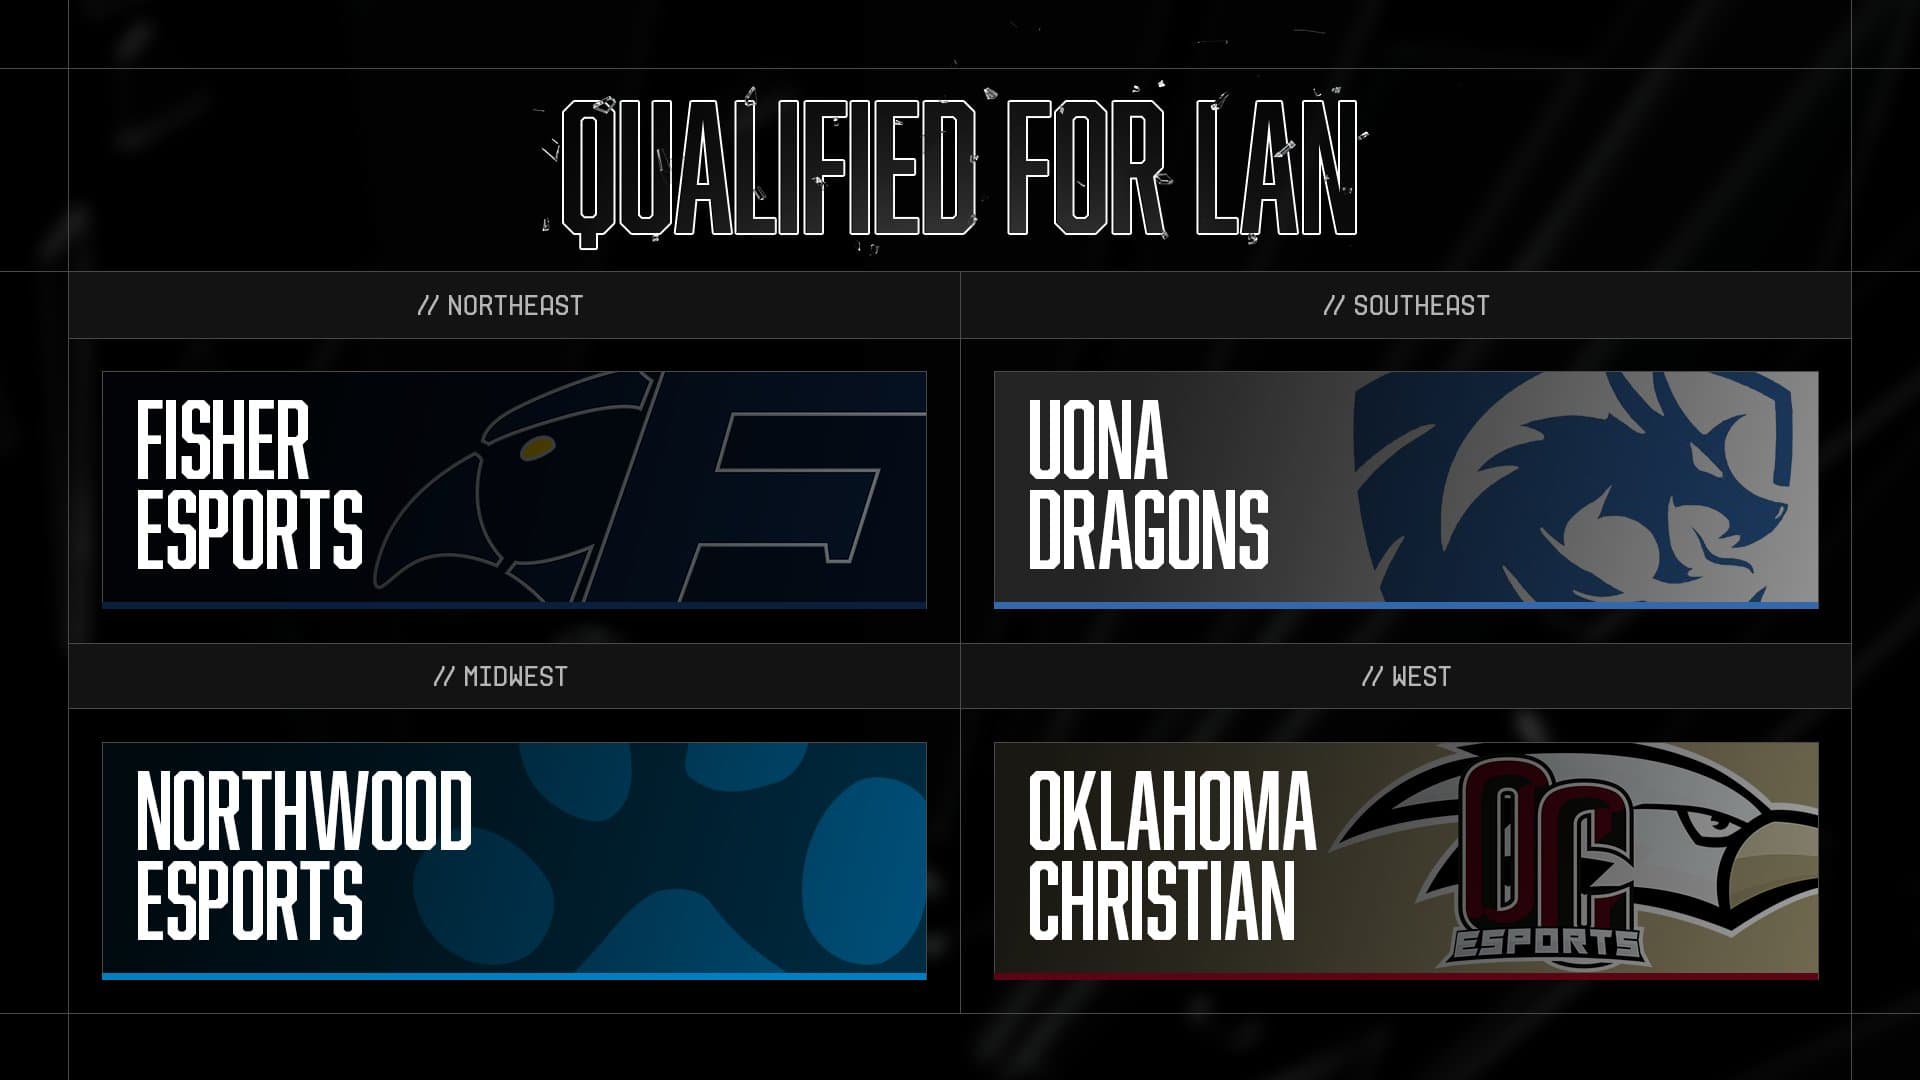 QUALIFIED FOR LAN
// NORTHEAST
FISHER
ESPORTS
// SOUTHEAST
UONA
DRAGONS
// MIDWEST
NORTHWOOD
ESPORTS
// WEST
OKLAHOMA
CHRISTIAN
OC
ESPORTS